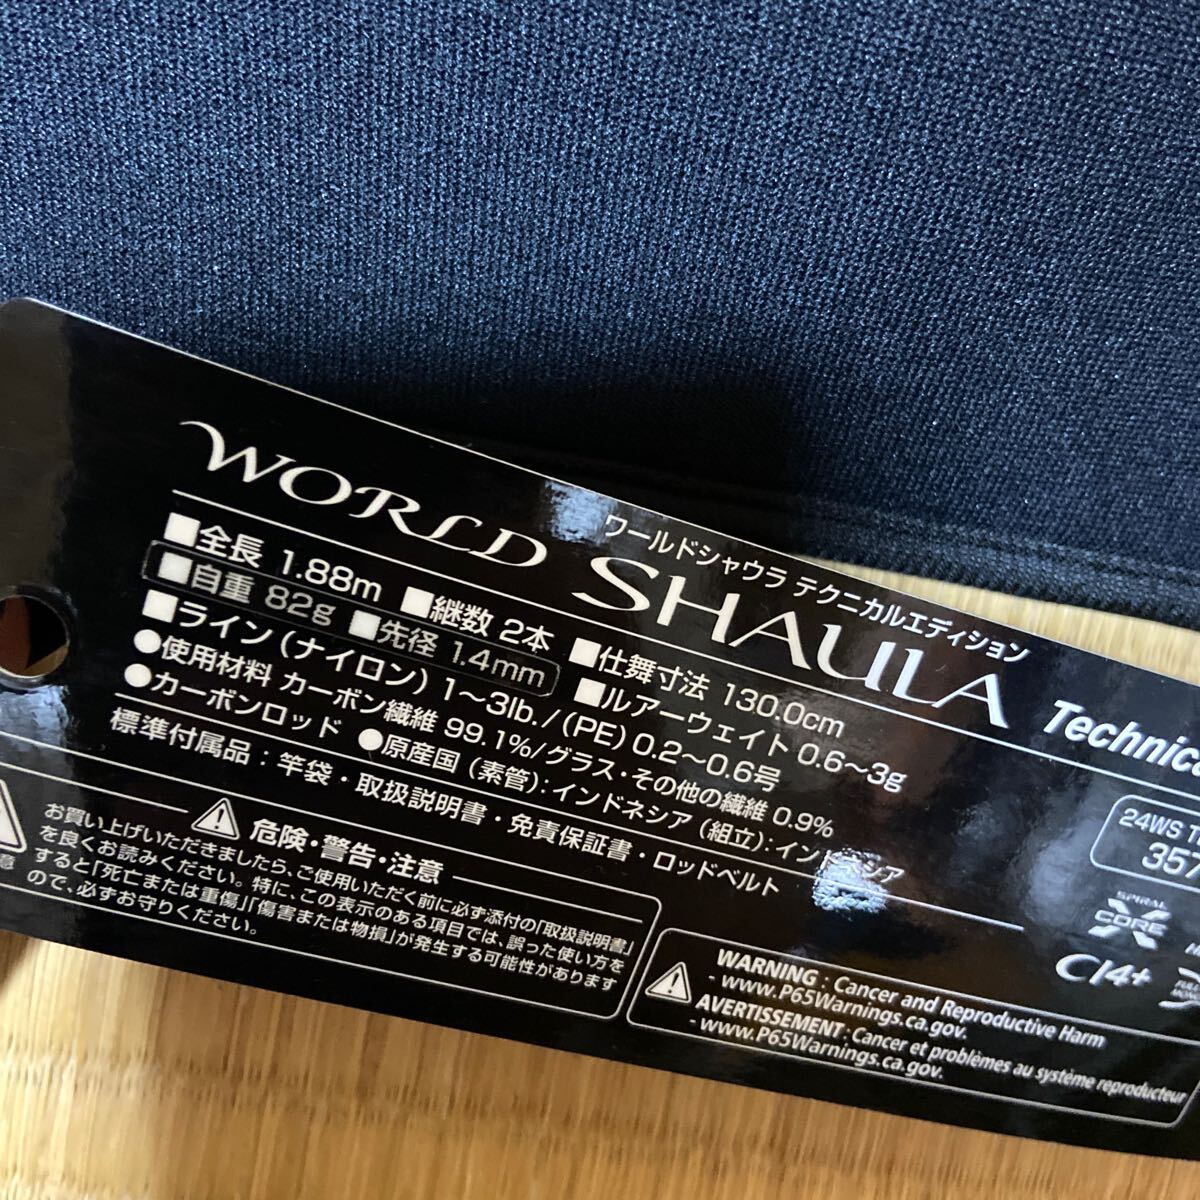 ワールドシャウラ テクニカルエディション
WORLD SHAULA
■全長 1.88m ■継数 2本 ■仕舞寸法 130.0cm
■自重 82g ■先径 1.4mm ■ルアーウェイト 0.6～3g
■ライン(ナイロン) 1～3lb./(PE) 0.2～0.6号
●使用材料 カーボン繊維 99.1%/グラス・その他の繊維 0.9%
●カーボンロッド ●原産国(素管):インドネシア(組立):インドネシア
標準付属品:竿袋・取扱説明書・免責保証書・ロッドベルト
24WS
SPIRAL
X
CORE
CI4+
危険・警告・注意
お買い上げいただきましたら、ご使用いただく前に必ず添付の「取扱説明書」
を良くお読みください。特に、この表示のある項目では、誤った使い方を
すると「死亡または重傷」「傷害または物損」が発生する可能性があります
ので、必ずお守りください。
WARNING : Cancer and Reproductive Harm
- www.P65Warnings.ca.gov.
AVERTISSEMENT : Cancer et problèmes au système reproducteur
- www.P65Warnings.ca.gov.